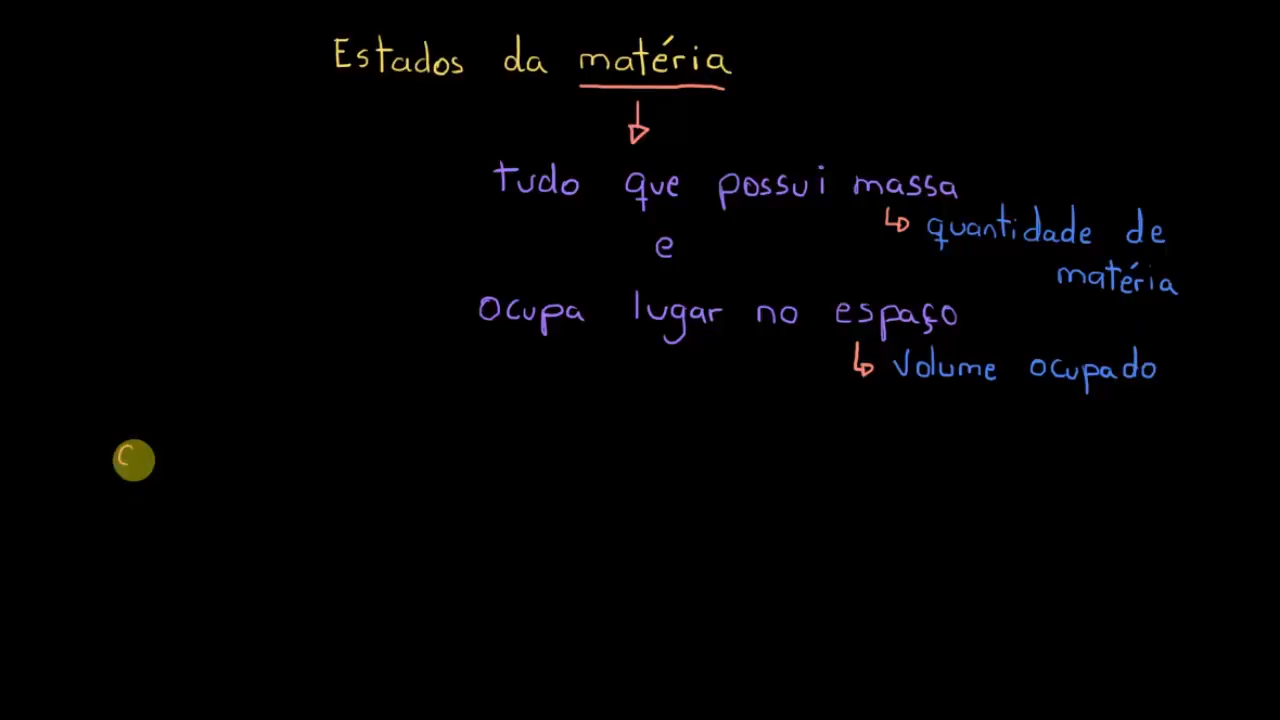 Estados da matéria
tudo que possui massa
↳ quantidade de
matéria
e
ocupa lugar no espaço
↳ volume ocupado